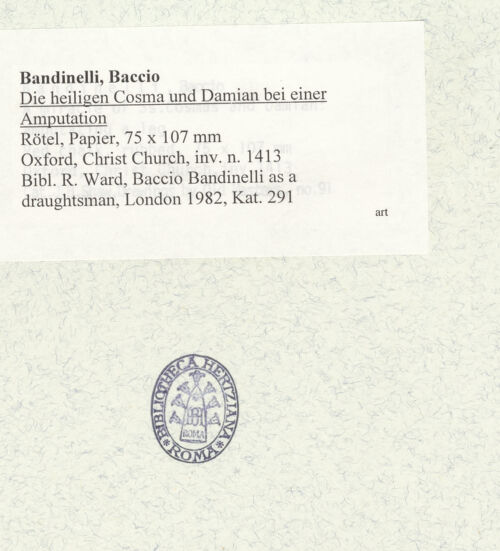 Bandinelli, Baccio
Die heiligen Cosma und Damian bei einer
Amputation
Rötel, Papier, 75 x 107 mm
Oxford, Christ Church, inv. n. 1413
Bibl. R. Ward, Baccio Bandinelli as a
draughtsman, London 1982, Kat. 291
art
BIBLIOTHECA HERTZIANA
ROMA
* ROMA *